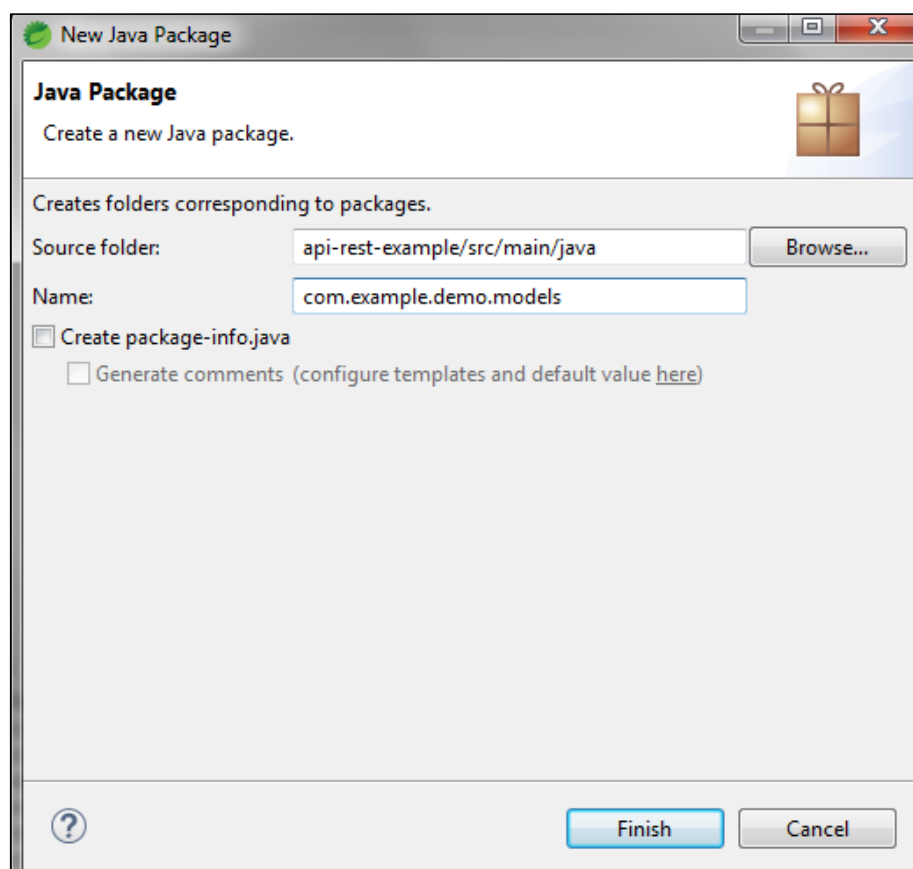 New Java Package
Java Package
Create a new Java package.
Creates folders corresponding to packages.
Source folder: api-rest-example/src/main/java Browse...
Name: com.example.demo.models
Create package-info.java
Generate comments (configure templates and default value here)
? Finish Cancel